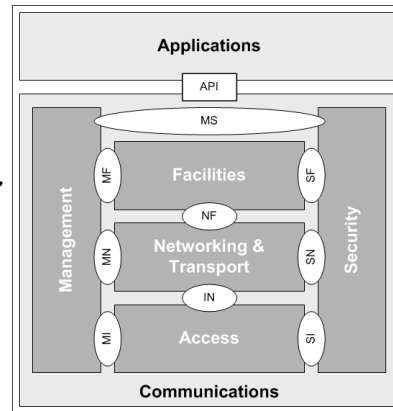 Applications
API
MS
Management
MF
Facilities
SF
Security
NF
MN
Networking &
Transport
SN
IN
MI
Access
SI
Communications